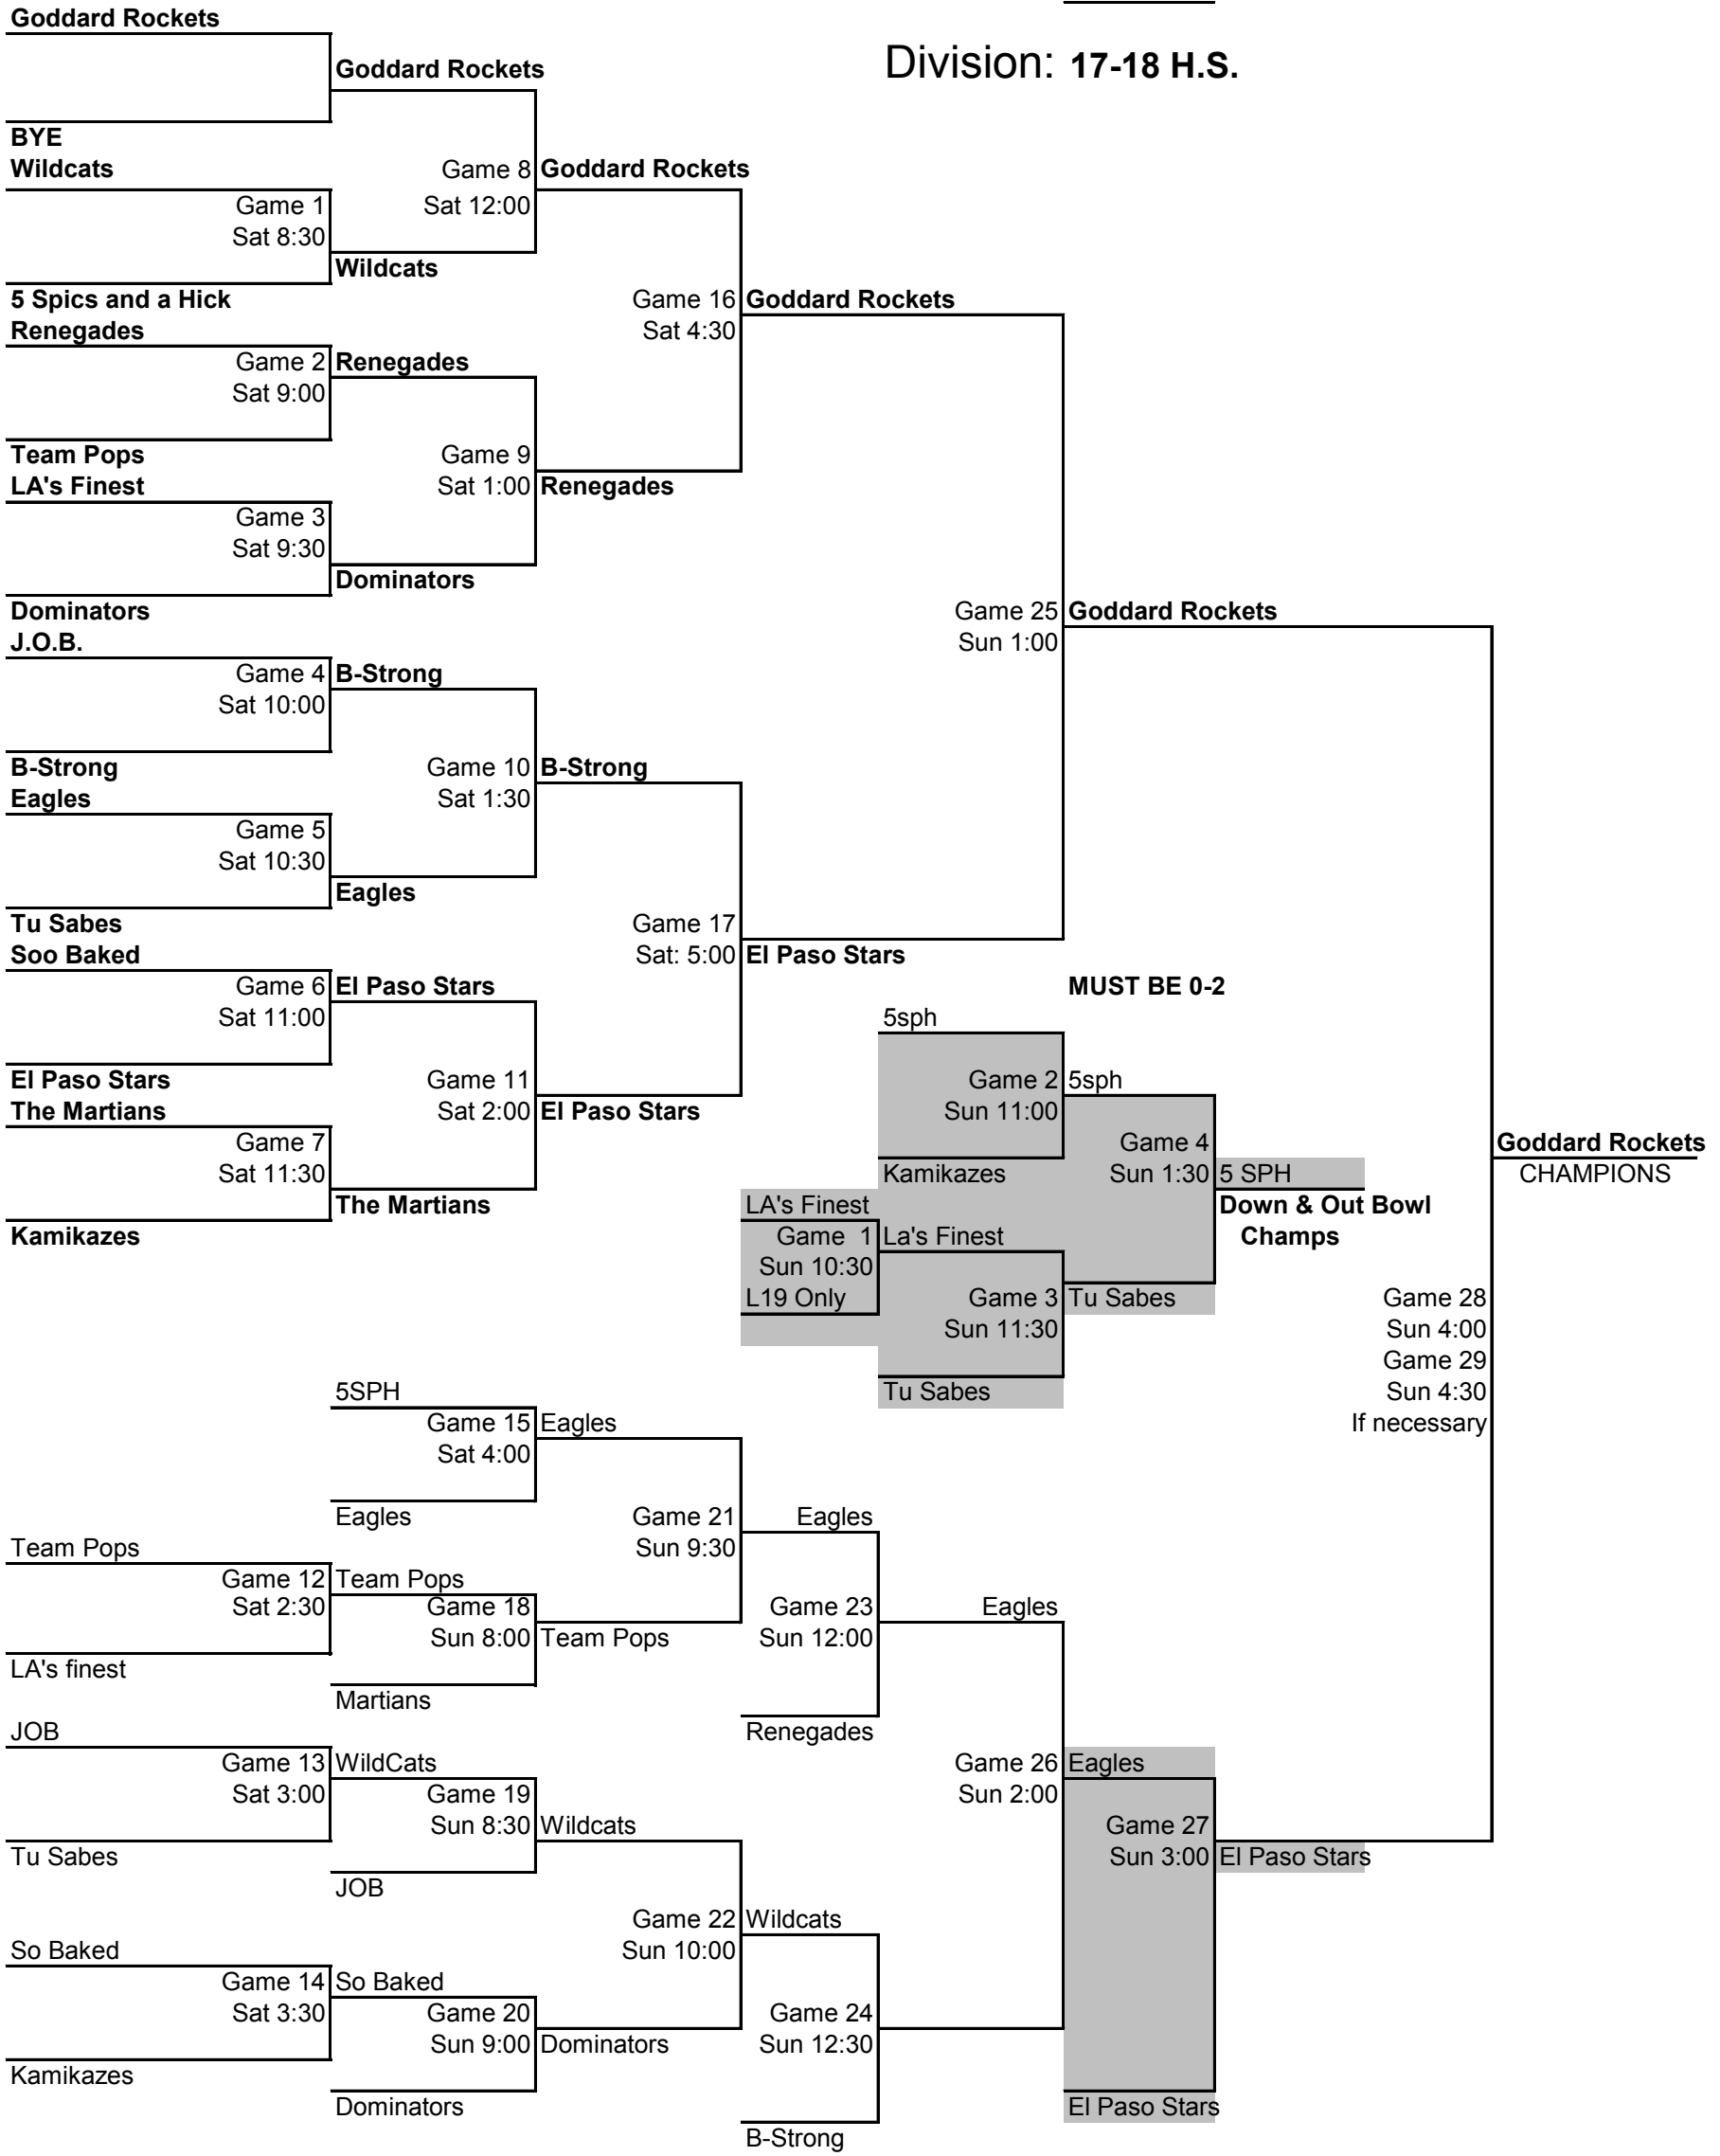 Goddard Rockets
Division: 17-18 H.S.
Goddard Rockets
BYE
Wildcats
Game 8 Goddard Rockets
Game 1
Sat 12:00
Sat 8:30
Wildcats
5 Spics and a Hick
Game 16 Goddard Rockets
Renegades
Sat 4:30
Game 2 Renegades
Sat 9:00
Team Pops
Game 9
LA's Finest
Sat 1:00 Renegades
Game 3
Sat 9:30
Dominators
Dominators
Game 25 Goddard Rockets
J.O.B.
Sun 1:00
Game 4 B-Strong
Sat 10:00
B-Strong
Game 10 B-Strong
Eagles
Sat 1:30
Game 5
Sat 10:30
Eagles
Tu Sabes
Game 17
Soo Baked
Sat: 5:00 El Paso Stars
Game 6 El Paso Stars
MUST BE 0-2
Sat 11:00
5sph
El Paso Stars
Game 11
Game 2 5sph
The Martians
Sat 2:00 El Paso Stars
Sun 11:00
Game 7
Game 4
Goddard Rockets
Sat 11:30
Kamikazes
Sun 1:30 5 SPH
CHAMPIONS
The Martians
LA's Finest
Down & Out Bowl
Kamikazes
Game 1 La's Finest
Champs
Sun 10:30
L19 Only
Game 3 Tu Sabes
Game 28
Sun 11:30
Sun 4:00
Game 29
5SPH
Tu Sabes
Sun 4:30
Game 15 Eagles
If necessary
Sat 4:00
Eagles
Game 21
Eagles
Team Pops
Sun 9:30
Game 12 Team Pops
Sat 2:30
Game 18
Game 23
Eagles
Sun 8:00 Team Pops
Sun 12:00
LA's finest
Martians
JOB
Renegades
Game 13 WildCats
Game 26 Eagles
Sat 3:00
Game 19
Sun 2:00
Sun 8:30 Wildcats
Game 27
Tu Sabes
Sun 3:00 El Paso Stars
JOB
Game 22 Wildcats
So Baked
Sun 10:00
Game 14 So Baked
Sat 3:30
Game 20
Game 24
Sun 9:00 Dominators
Sun 12:30
Kamikazes
Dominators
El Paso Stars
B-Strong